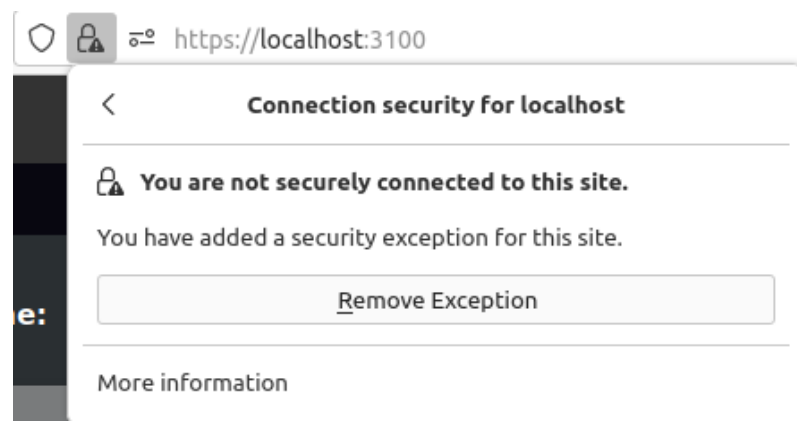 https://localhost:3100
Connection security for localhost
You are not securely connected to this site.
You have added a security exception for this site.
Remove Exception
e:
More information